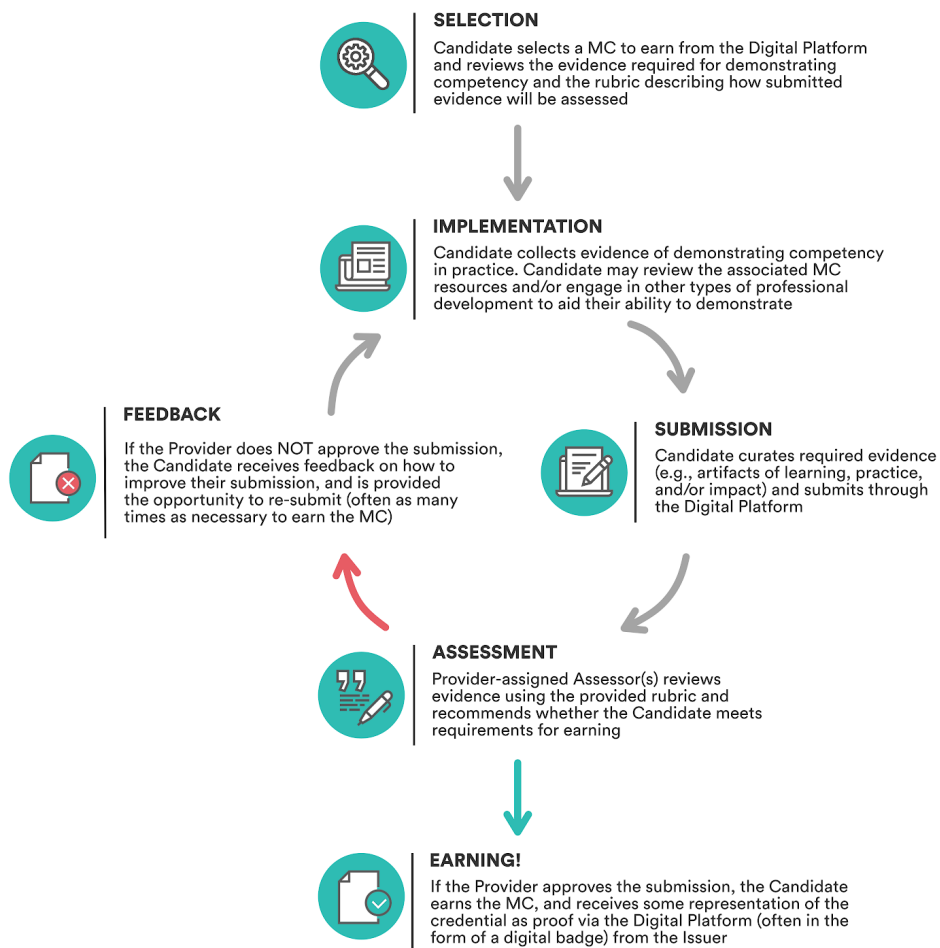 SELECTION
Candidate selects a MC to earn from the Digital Platform
and reviews the evidence required for demonstrating
competency and the rubric describing how submitted
evidence will be assessed
IMPLEMENTATION
Candidate collects evidence of demonstrating competency
in practice. Candidate may review the associated MC
resources and/or engage in other types of professional
development to aid their ability to demonstrate
FEEDBACK
If the Provider does NOT approve the submission,
the Candidate receives feedback on how to
improve their submission, and is provided
the opportunity to re-submit (often as many
times as necessary to earn the MC)
SUBMISSION
Candidate curates required evidence
(e.g., artifacts of learning, practice,
and/or impact) and submits through
the Digital Platform
ASSESSMENT
Provider-assigned Assessor(s) reviews
evidence using the provided rubric and
recommends whether the Candidate meets
requirements for earning
EARNING!
If the Provider approves the submission, the Candidate
earns the MC, and receives some representation of the
credential as proof via the Digital Platform (often in the
form of a digital badge) from the Issuer